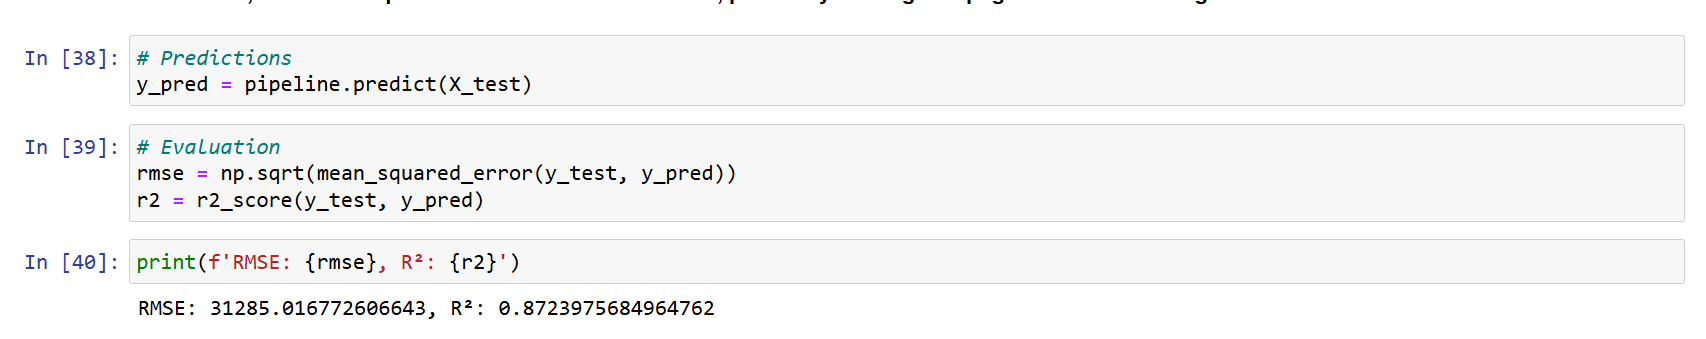 In [38]: # Predictions
y_pred = pipeline.predict(X_test)
In [39]: # Evaluation
rmse = np.sqrt(mean_squared_error(y_test, y_pred))
r2 = r2_score(y_test, y_pred)
In [40]: print(f'RMSE: {rmse}, R²: {r2}')
RMSE: 31285.016772606643, R²: 0.8723975684964762